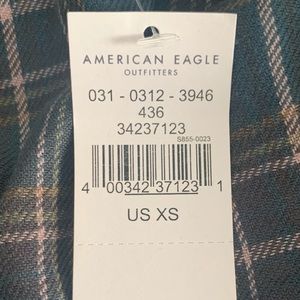 AMERICAN EAGLE
OUTFITTERS
031 - 0312 - 3946
436
34237123
S855-0023
4 00342 37123 1
US XS